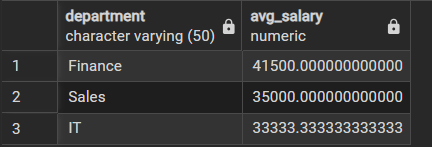 department avg_salary
character varying (50) numeric
1 Finance 41500.000000000000
2 Sales 35000.000000000000
3 IT 33333.333333333333